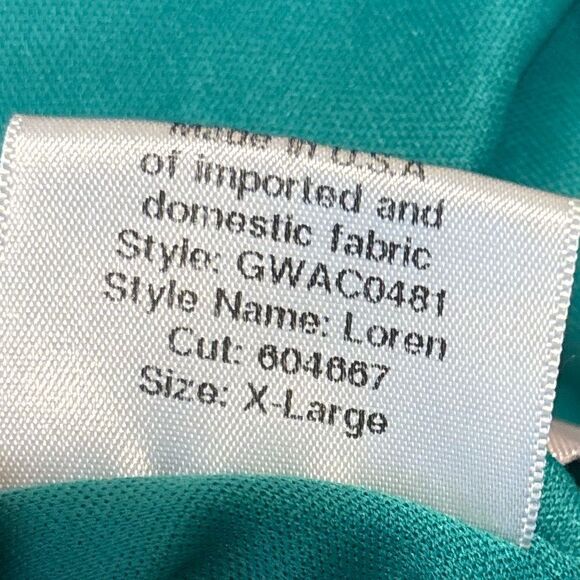 Made in U.S.A
of imported and
domestic fabric
Style: GWAC0481
Style Name: Loren
Cut: 604667
Size: X-Large